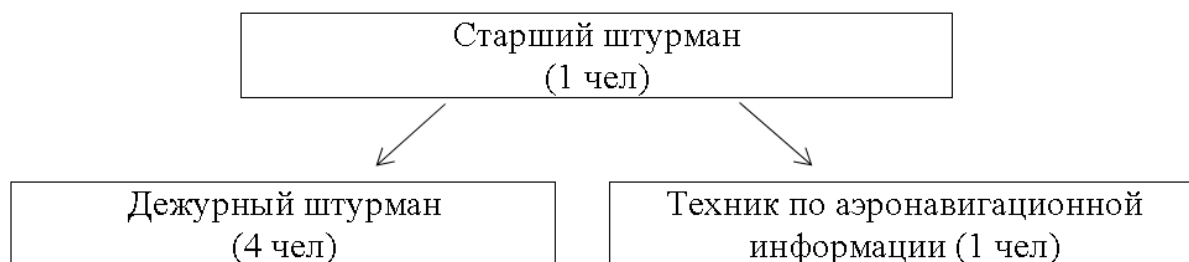 Старший штурман
(1 чел)
Дежурный штурман
(4 чел)
Техник по аэронавигационной
информации (1 чел)